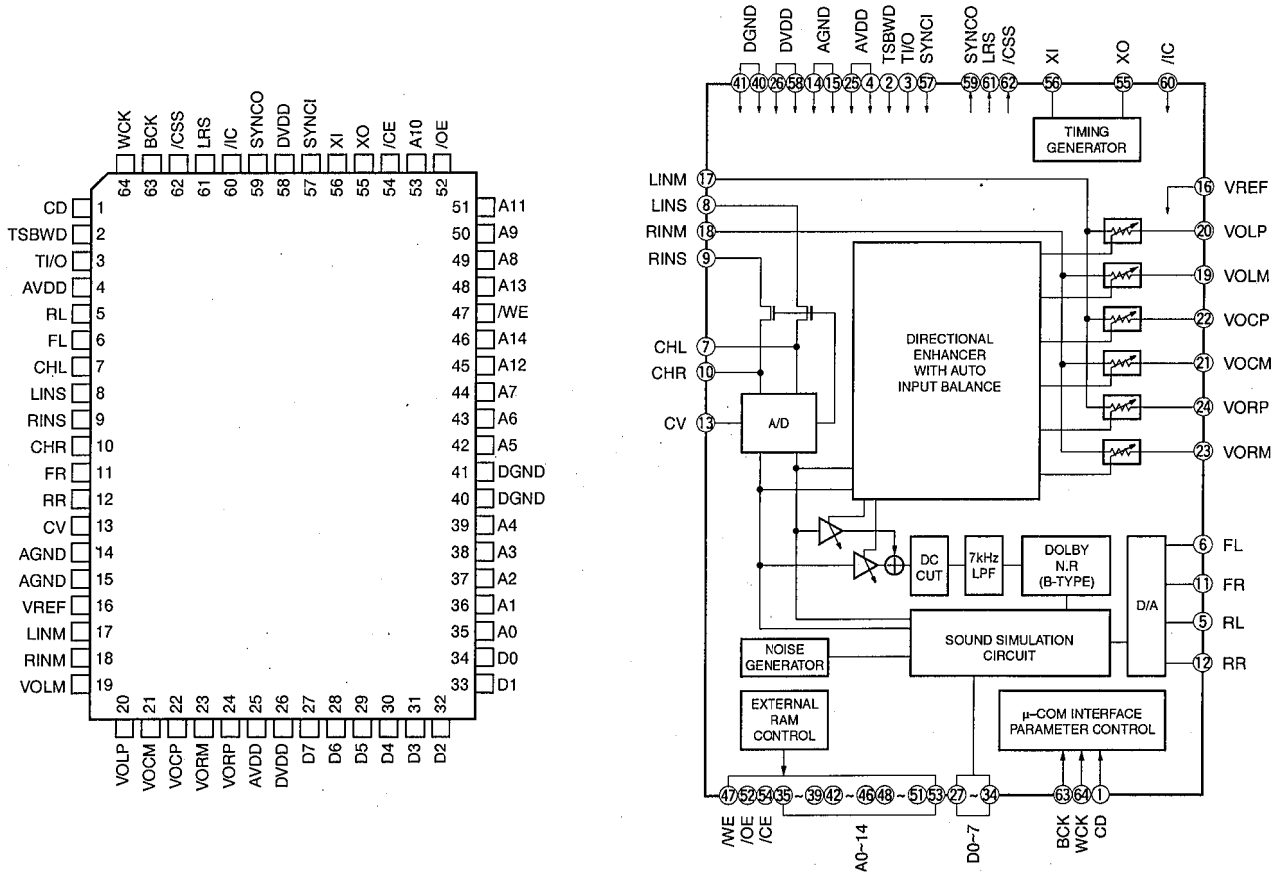 WCK BCK /CSS LRS /IC SYNCO DVDD SYNCI XI XO /CE A10 /OE
64 63 62 61 60 59 58 57 56 55 54 53 52
CD 1
TSBWD 2
TI/O 3
AVDD 4
RL 5
FL 6
CHL 7
LINS 8
RINS 9
CHR 10
FR 11
RR 12
CV 13
AGND 14
AGND 15
VREF 16
LINM 17
RINM 18
VOLM 19
51 A11
50 A9
49 A8
48 A13
47 /WE
46 A14
45 A12
44 A7
43 A6
42 A5
41 DGND
40 DGND
39 A4
38 A3
37 A2
36 A1
35 A0
34 D0
33 D1
20 21 22 23 24 25 26 27 28 29 30 31 32
VOLP VOCM VOCP VORM VORP AVDD DVDD D7 D6 D5 D4 D3 D2
DGND DVDD AGND AVDD TSBWD TI/O SYNCI SYNCO LRS /CSS XI XO /IC
41 40 26 58 14 15 25 4 2 3 57 59 61 62 56 55 60
TIMING
GENERATOR
LINM 17
LINS 8
RINM 18
RINS 9
CHL 7
CHR 10
CV 13
A/D
DIRECTIONAL
ENHANCER
WITH AUTO
INPUT BALANCE
16 VREF
20 VOLP
19 VOLM
22 VOCP
21 VOCM
24 VORP
23 VORM
DC
CUT
7kHz
LPF
DOLBY
N.R
(B-TYPE)
D/A
6 FL
11 FR
5 RL
12 RR
NOISE
GENERATOR
SOUND SIMULATION
CIRCUIT
EXTERNAL
RAM
CONTROL
μ-COM INTERFACE
PARAMETER CONTROL
47 52 54 35 ~ 39 42 ~ 46 48 ~ 51 53 27 ~ 34 63 64 1
/WE /OE /CE A0~14 D0~7 BCK WCK CD